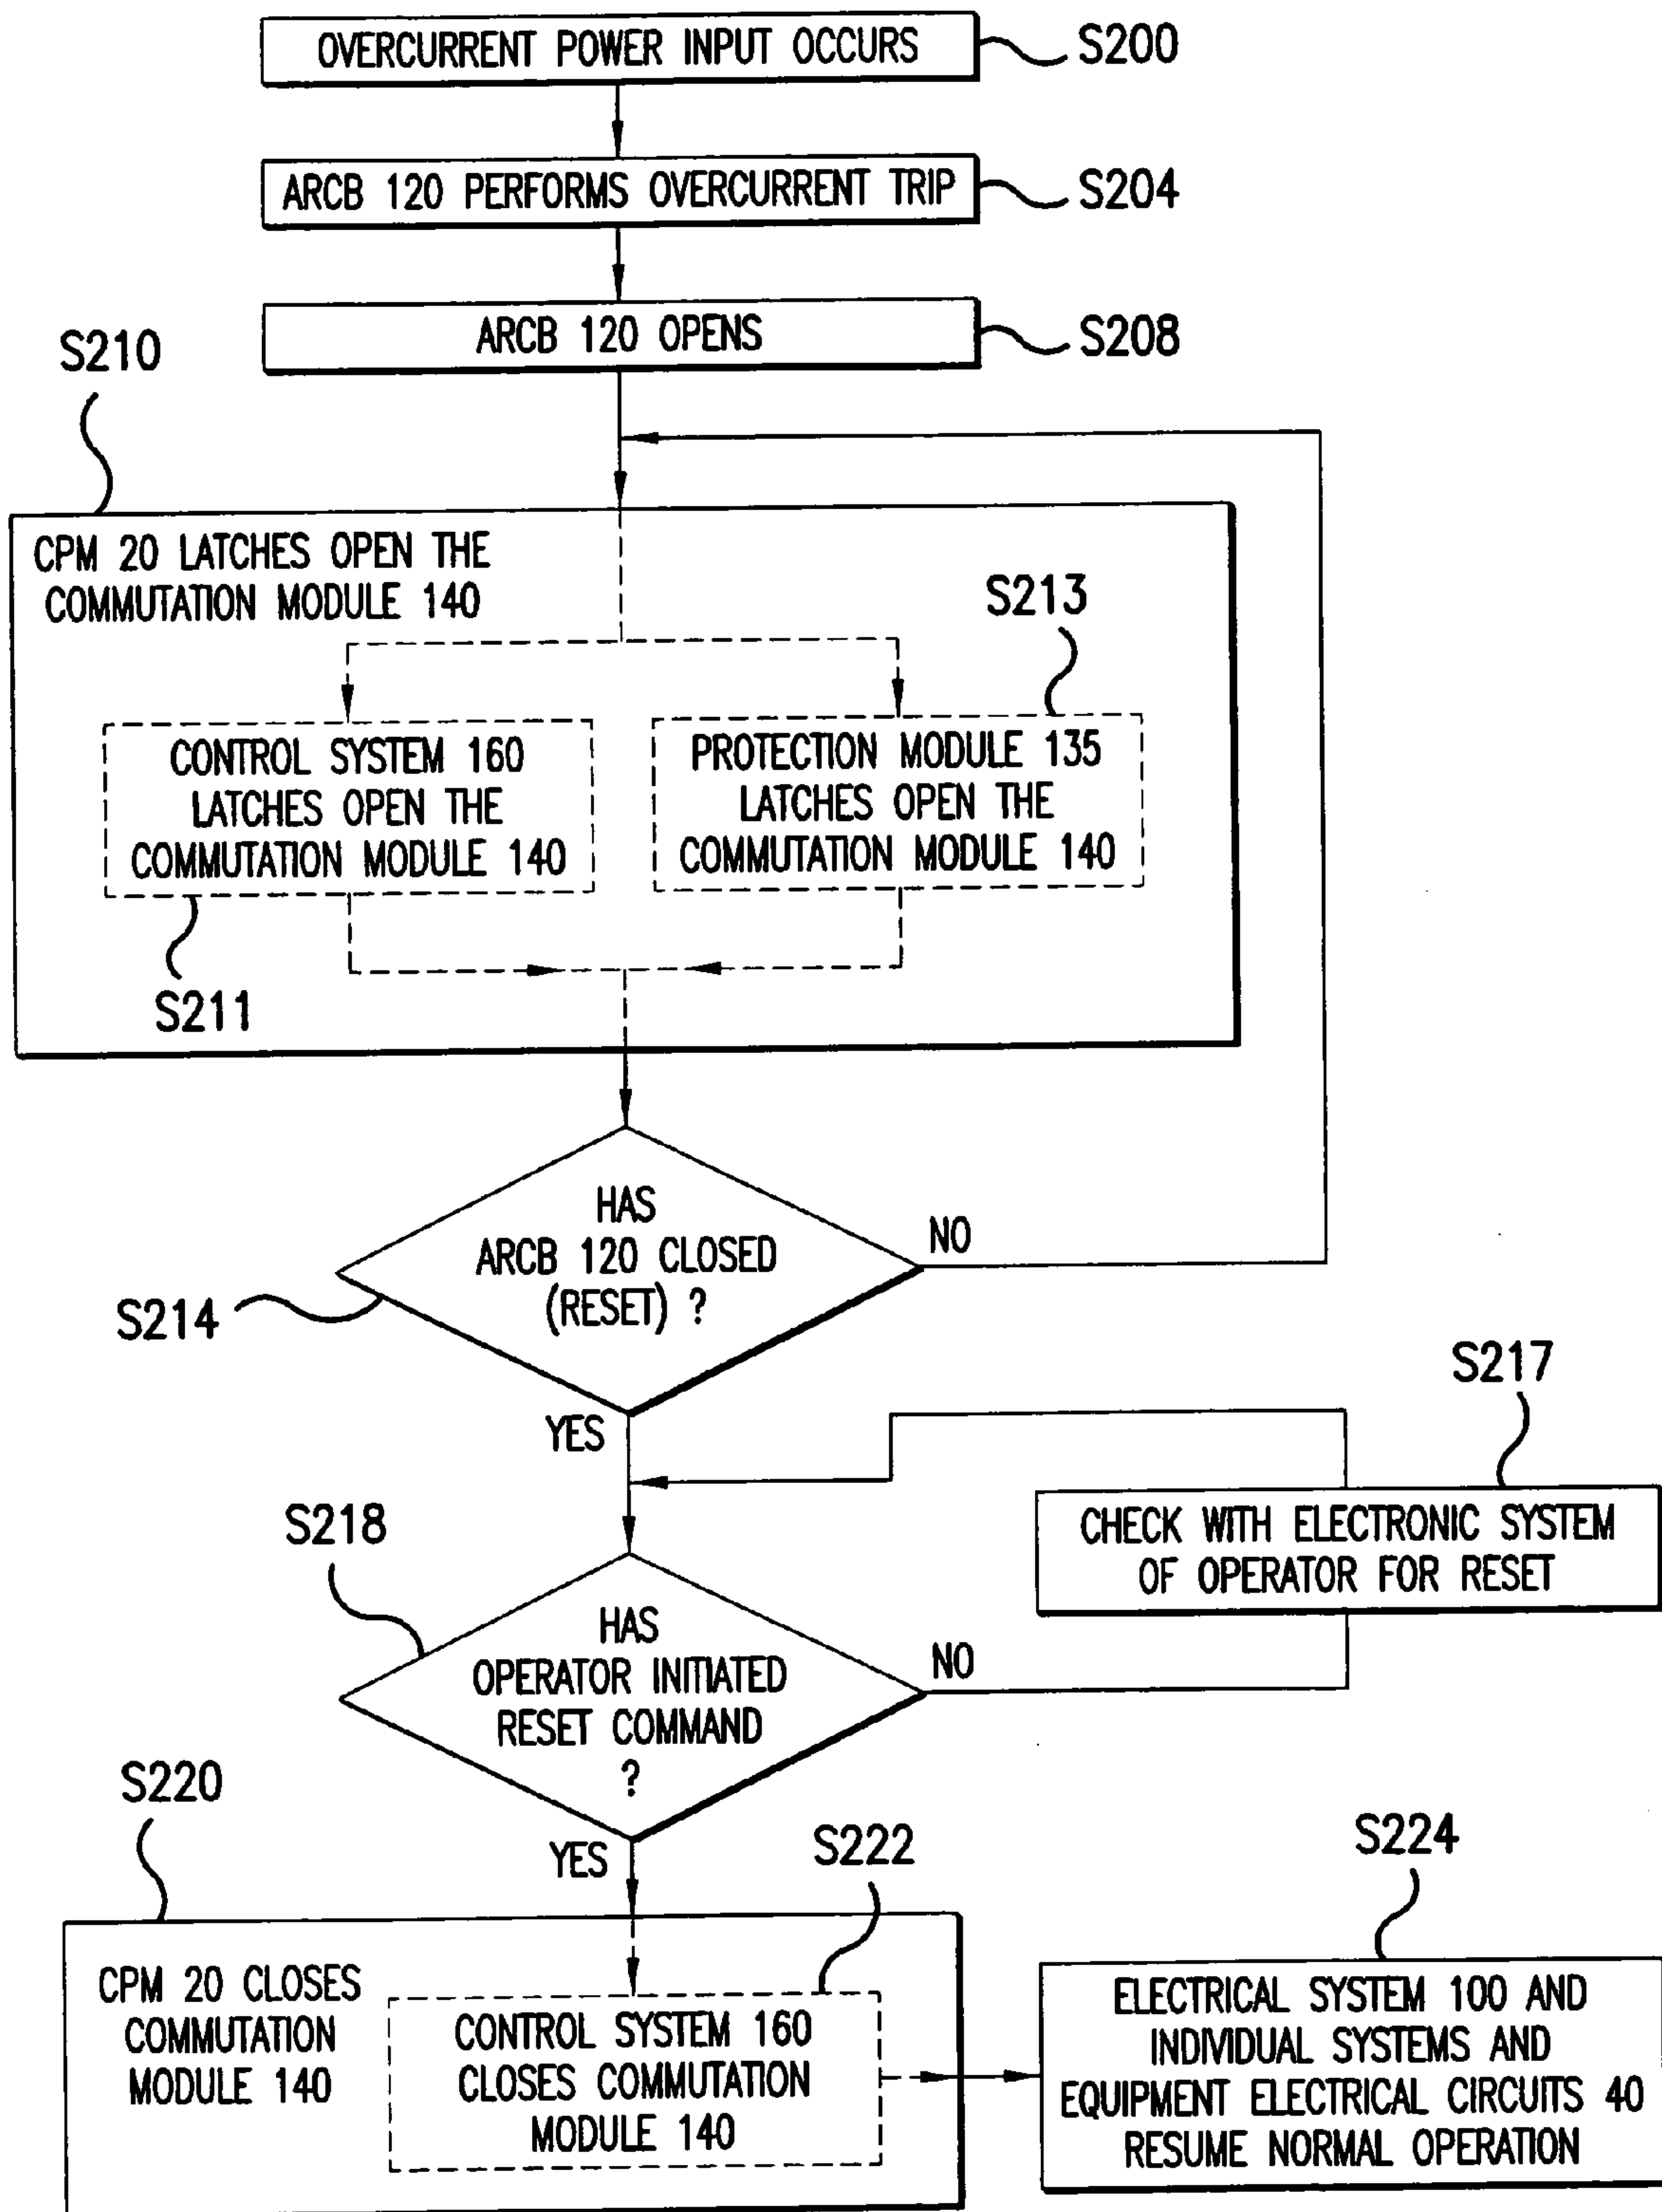 OVERCURRENT POWER INPUT OCCURS
S200
ARCB 120 PERFORMS OVERCURRENT TRIP
S204
ARCB 120 OPENS
S208
S210
CPM 20 LATCHES OPEN THE
COMMUTATION MODULE 140
S213
CONTROL SYSTEM 160
LATCHES OPEN THE
COMMUTATION MODULE 140
PROTECTION MODULE 135
LATCHES OPEN THE
COMMUTATION MODULE 140
S211
HAS
ARCB 120 CLOSED
(RESET) ?
NO
S214
YES
S217
CHECK WITH ELECTRONIC SYSTEM
OF OPERATOR FOR RESET
S218
HAS
OPERATOR INITIATED
RESET COMMAND
?
NO
S220
YES
S222
S224
CPM 20 CLOSES
COMMUTATION
MODULE 140
CONTROL SYSTEM 160
CLOSES COMMUTATION
MODULE 140
ELECTRICAL SYSTEM 100 AND
INDIVIDUAL SYSTEMS AND
EQUIPMENT ELECTRICAL CIRCUITS 40
RESUME NORMAL OPERATION